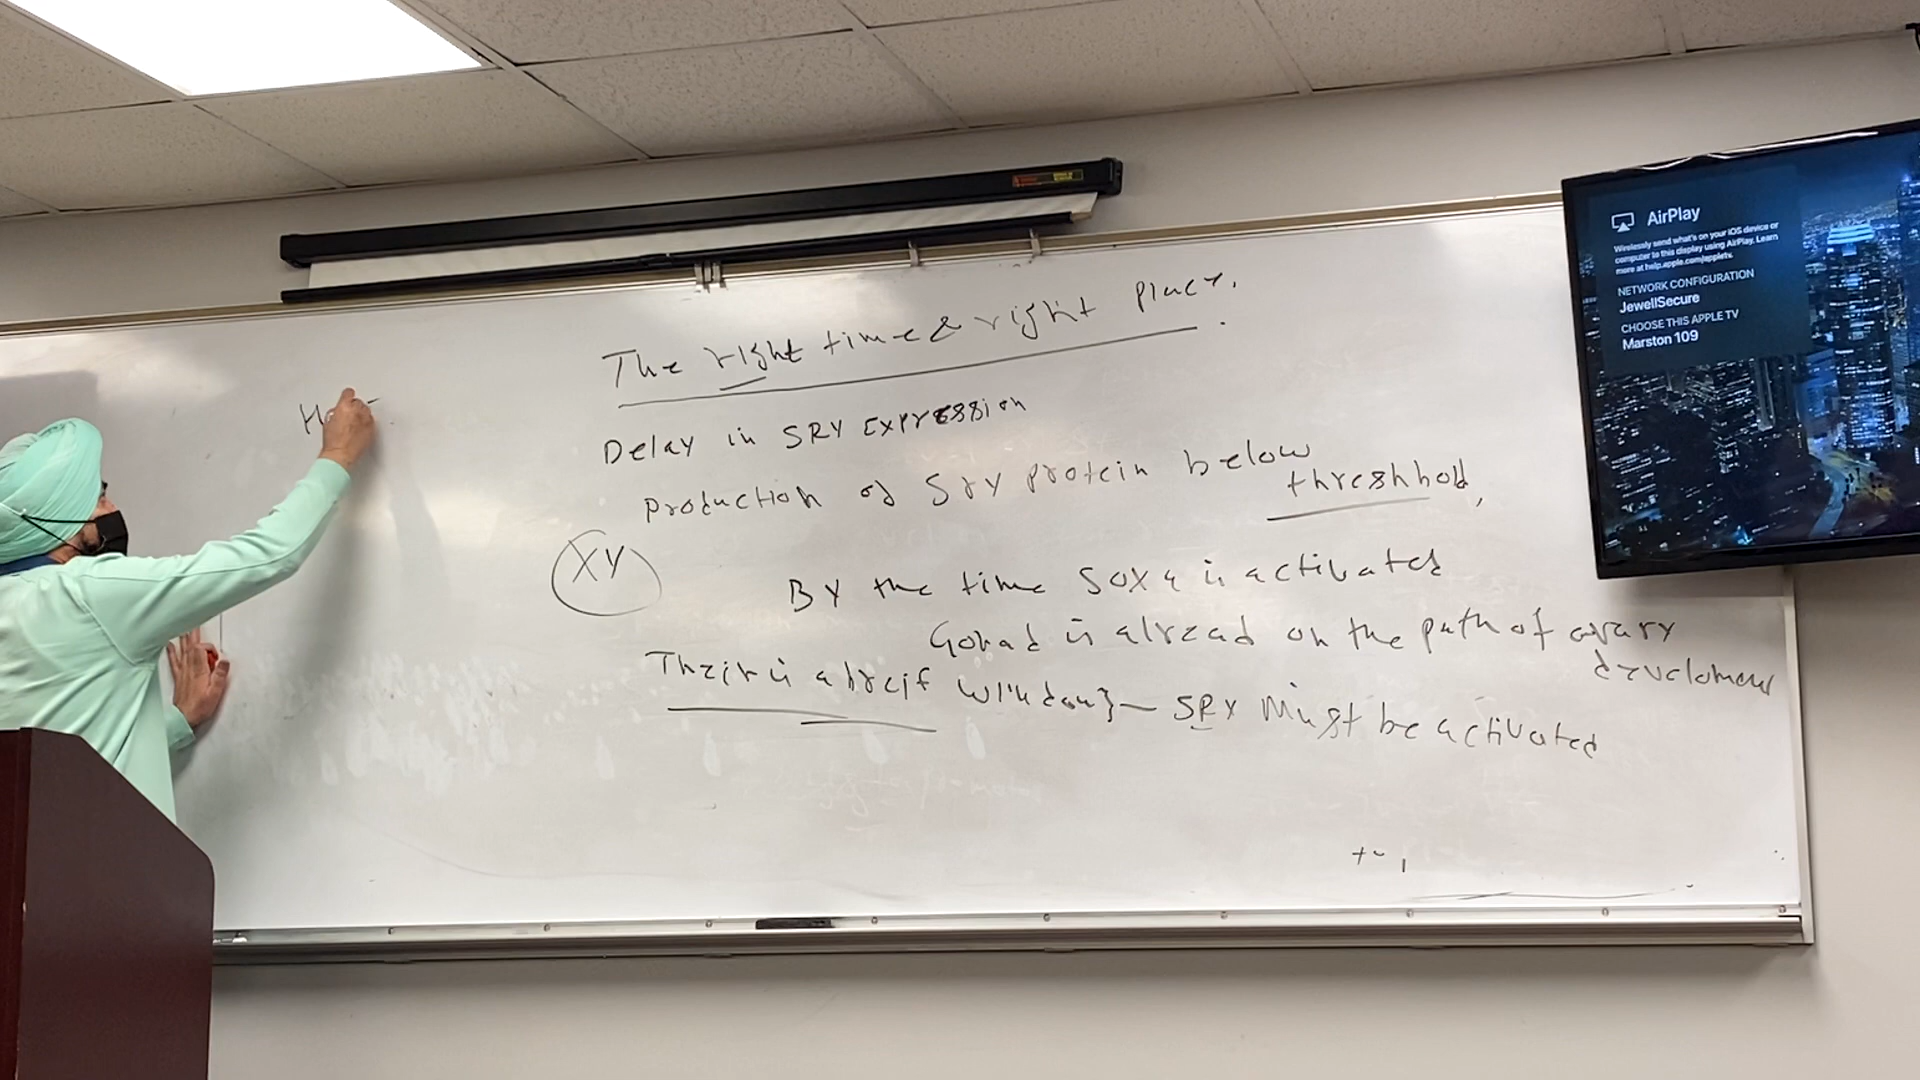 The right time & right place.
Delay in SRY Expression
production of Sry protein below
threshhold,
XY
By the time Sox9 is activated
Gonad is alread on the path of ovary
development
Their is a breif window} — SRY Must be activated
AirPlay
Wirelessly send what's on your iOS device or
computer to this display using AirPlay. Learn
more at help.apple.com/appletv.
NETWORK CONFIGURATION
JewellSecure
CHOOSE THIS APPLE TV
Marston 109